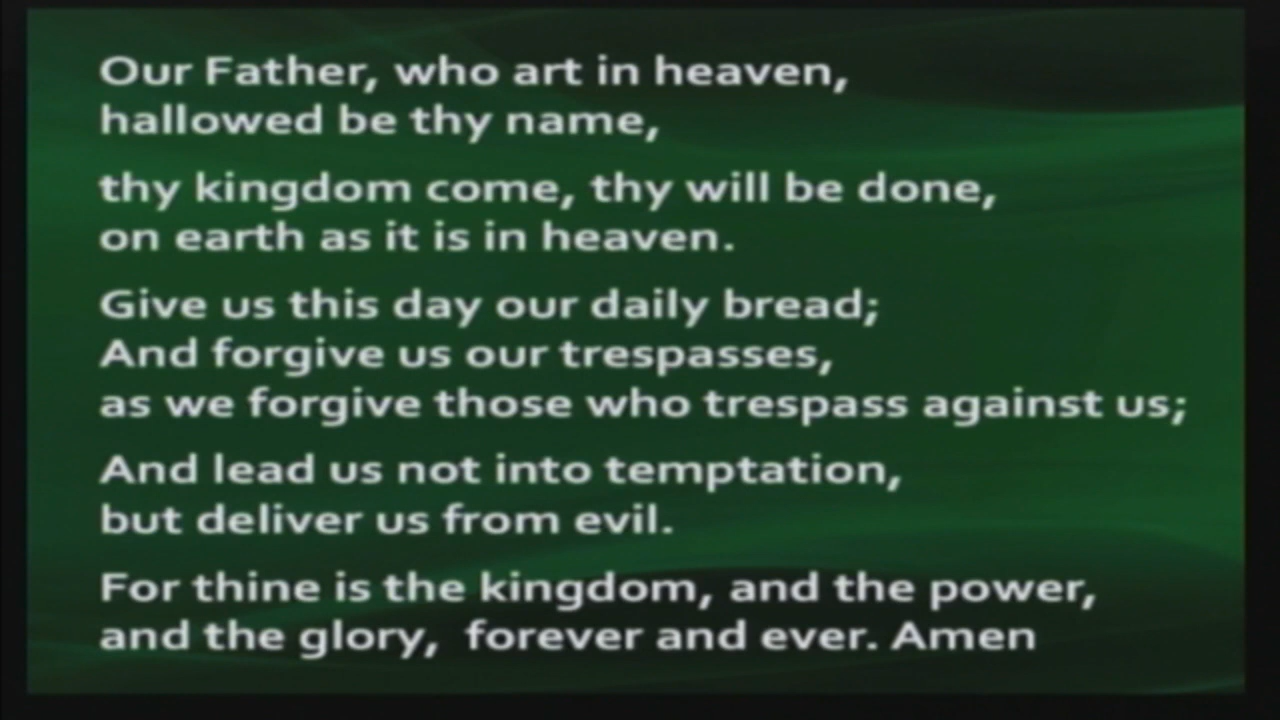 Our Father, who art in heaven,
hallowed be thy name,
thy kingdom come, thy will be done,
on earth as it is in heaven.
Give us this day our daily bread;
And forgive us our trespasses,
as we forgive those who trespass against us;
And lead us not into temptation,
but deliver us from evil.
For thine is the kingdom, and the power,
and the glory,  forever and ever. Amen